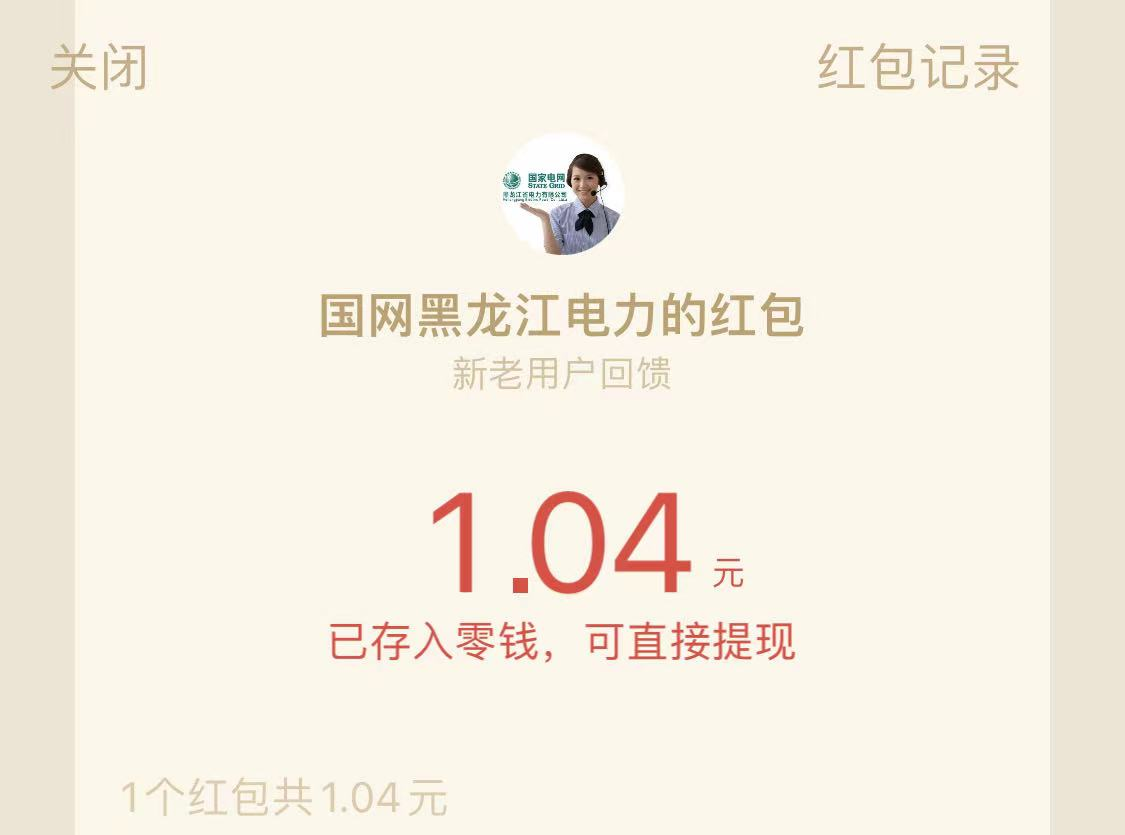 关闭
红包记录
国家电网
STATE GRID
黑龙江省电力有限公司
国网黑龙江电力的红包
新老用户回馈
1.04 元
已存入零钱，可直接提现
1个红包共1.04元